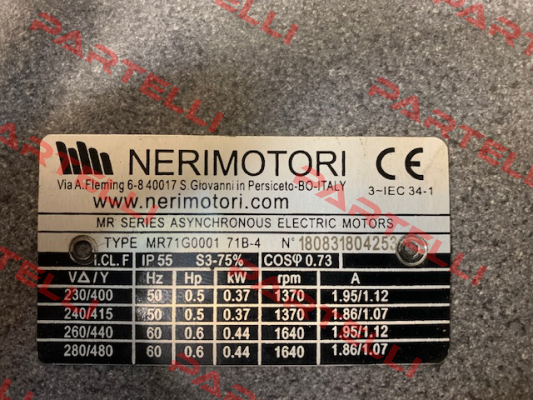 NERIMOTORI CE
Via A.Fleming 6-8 40017 S.Giovanni in Persiceto-BO-ITALY 3~IEC 34-1
www.nerimotori.com
MR SERIES ASYNCHRONOUS ELECTRIC MOTORS
TYPE MR71G0001 71B-4 N° 180831804253
I.CL.F IP 55 S3-75% COSφ 0.73
VΔ/Y Hz Hp kW rpm A
230/400 50 0.5 0.37 1370 1.95/1.12
240/415 50 0.5 0.37 1370 1.86/1.07
260/440 60 0.6 0.44 1640 1.95/1.12
280/480 60 0.6 0.44 1640 1.86/1.07
PARTELLI
PARTELLI
PARTELLI
PARTELLI